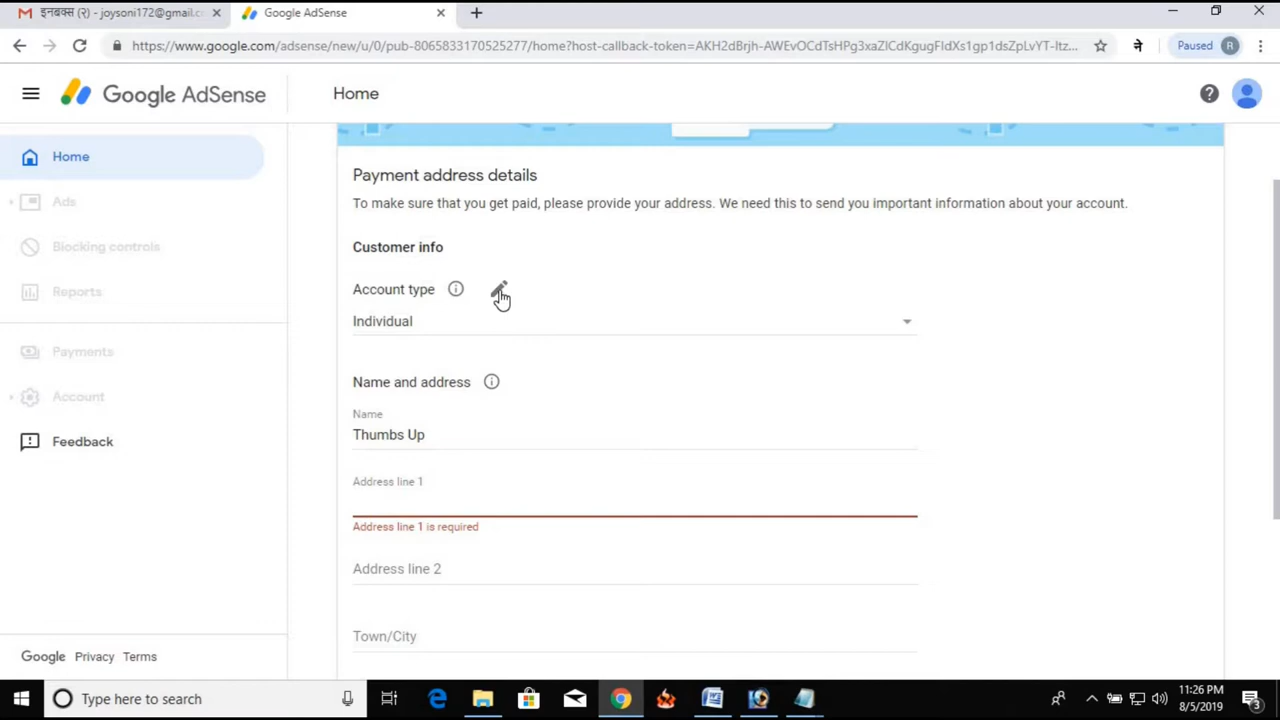 इनबक्स (२) - joysoni172@gmail.c
Google AdSense
https://www.google.com/adsense/new/u/0/pub-8065833170525277/home?host-callback-token=AKH2dBrjh-AWEvOCdTsHPg3xaZlCdKgugFIdXs1gp1dsZpLvYT-Itz...
ने
Paused
R
Google AdSense
Home
Home
Ads
Blocking controls
Reports
Payments
Account
Feedback
Google Privacy Terms
Payment address details
To make sure that you get paid, please provide your address. We need this to send you important information about your account.
Customer info
Account type
Individual
Name and address
Name
Thumbs Up
Address line 1
Address line 1 is required
Address line 2
Town/City
Type here to search
11:26 PM
8/5/2019
3